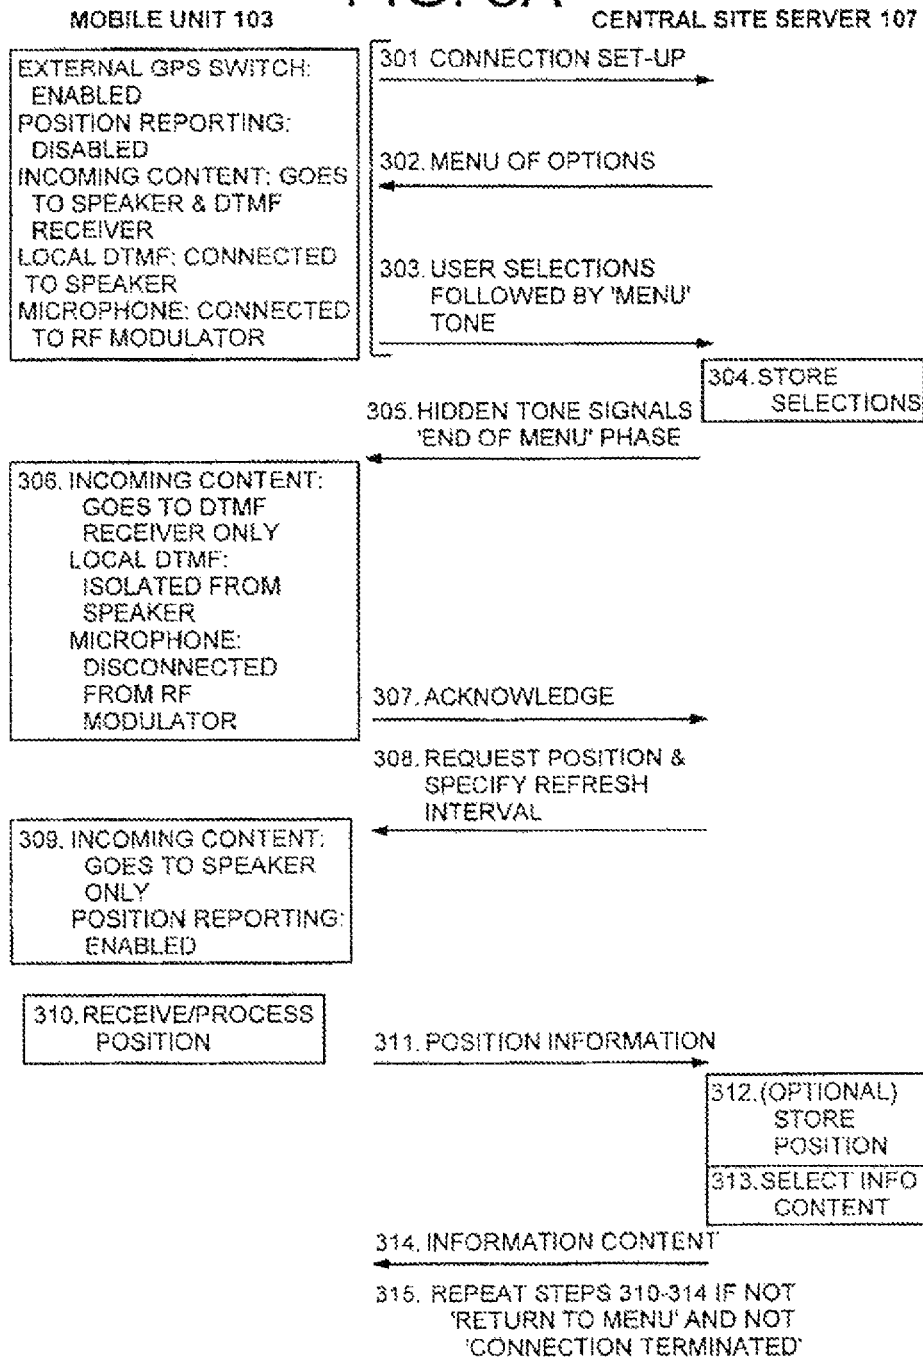 FIG. 3A
MOBILE UNIT 103
CENTRAL SITE SERVER 107
EXTERNAL GPS SWITCH:
ENABLED
POSITION REPORTING:
DISABLED
INCOMING CONTENT: GOES
TO SPEAKER & DTMF
RECEIVER
LOCAL DTMF: CONNECTED
TO SPEAKER
MICROPHONE: CONNECTED
TO RF MODULATOR
301 CONNECTION SET-UP
302. MENU OF OPTIONS
303. USER SELECTIONS
FOLLOWED BY 'MENU'
TONE
304. STORE
SELECTIONS
305. HIDDEN TONE SIGNALS
'END OF MENU' PHASE
306. INCOMING CONTENT:
GOES TO DTMF
RECEIVER ONLY
LOCAL DTMF:
ISOLATED FROM
SPEAKER
MICROPHONE:
DISCONNECTED
FROM RF
MODULATOR
307. ACKNOWLEDGE
308. REQUEST POSITION &
SPECIFY REFRESH
INTERVAL
309. INCOMING CONTENT:
GOES TO SPEAKER
ONLY
POSITION REPORTING:
ENABLED
310. RECEIVE/PROCESS
POSITION
311. POSITION INFORMATION
312. (OPTIONAL)
STORE
POSITION
313. SELECT INFO
CONTENT
314. INFORMATION CONTENT
315. REPEAT STEPS 310-314 IF NOT
'RETURN TO MENU' AND NOT
'CONNECTION TERMINATED'